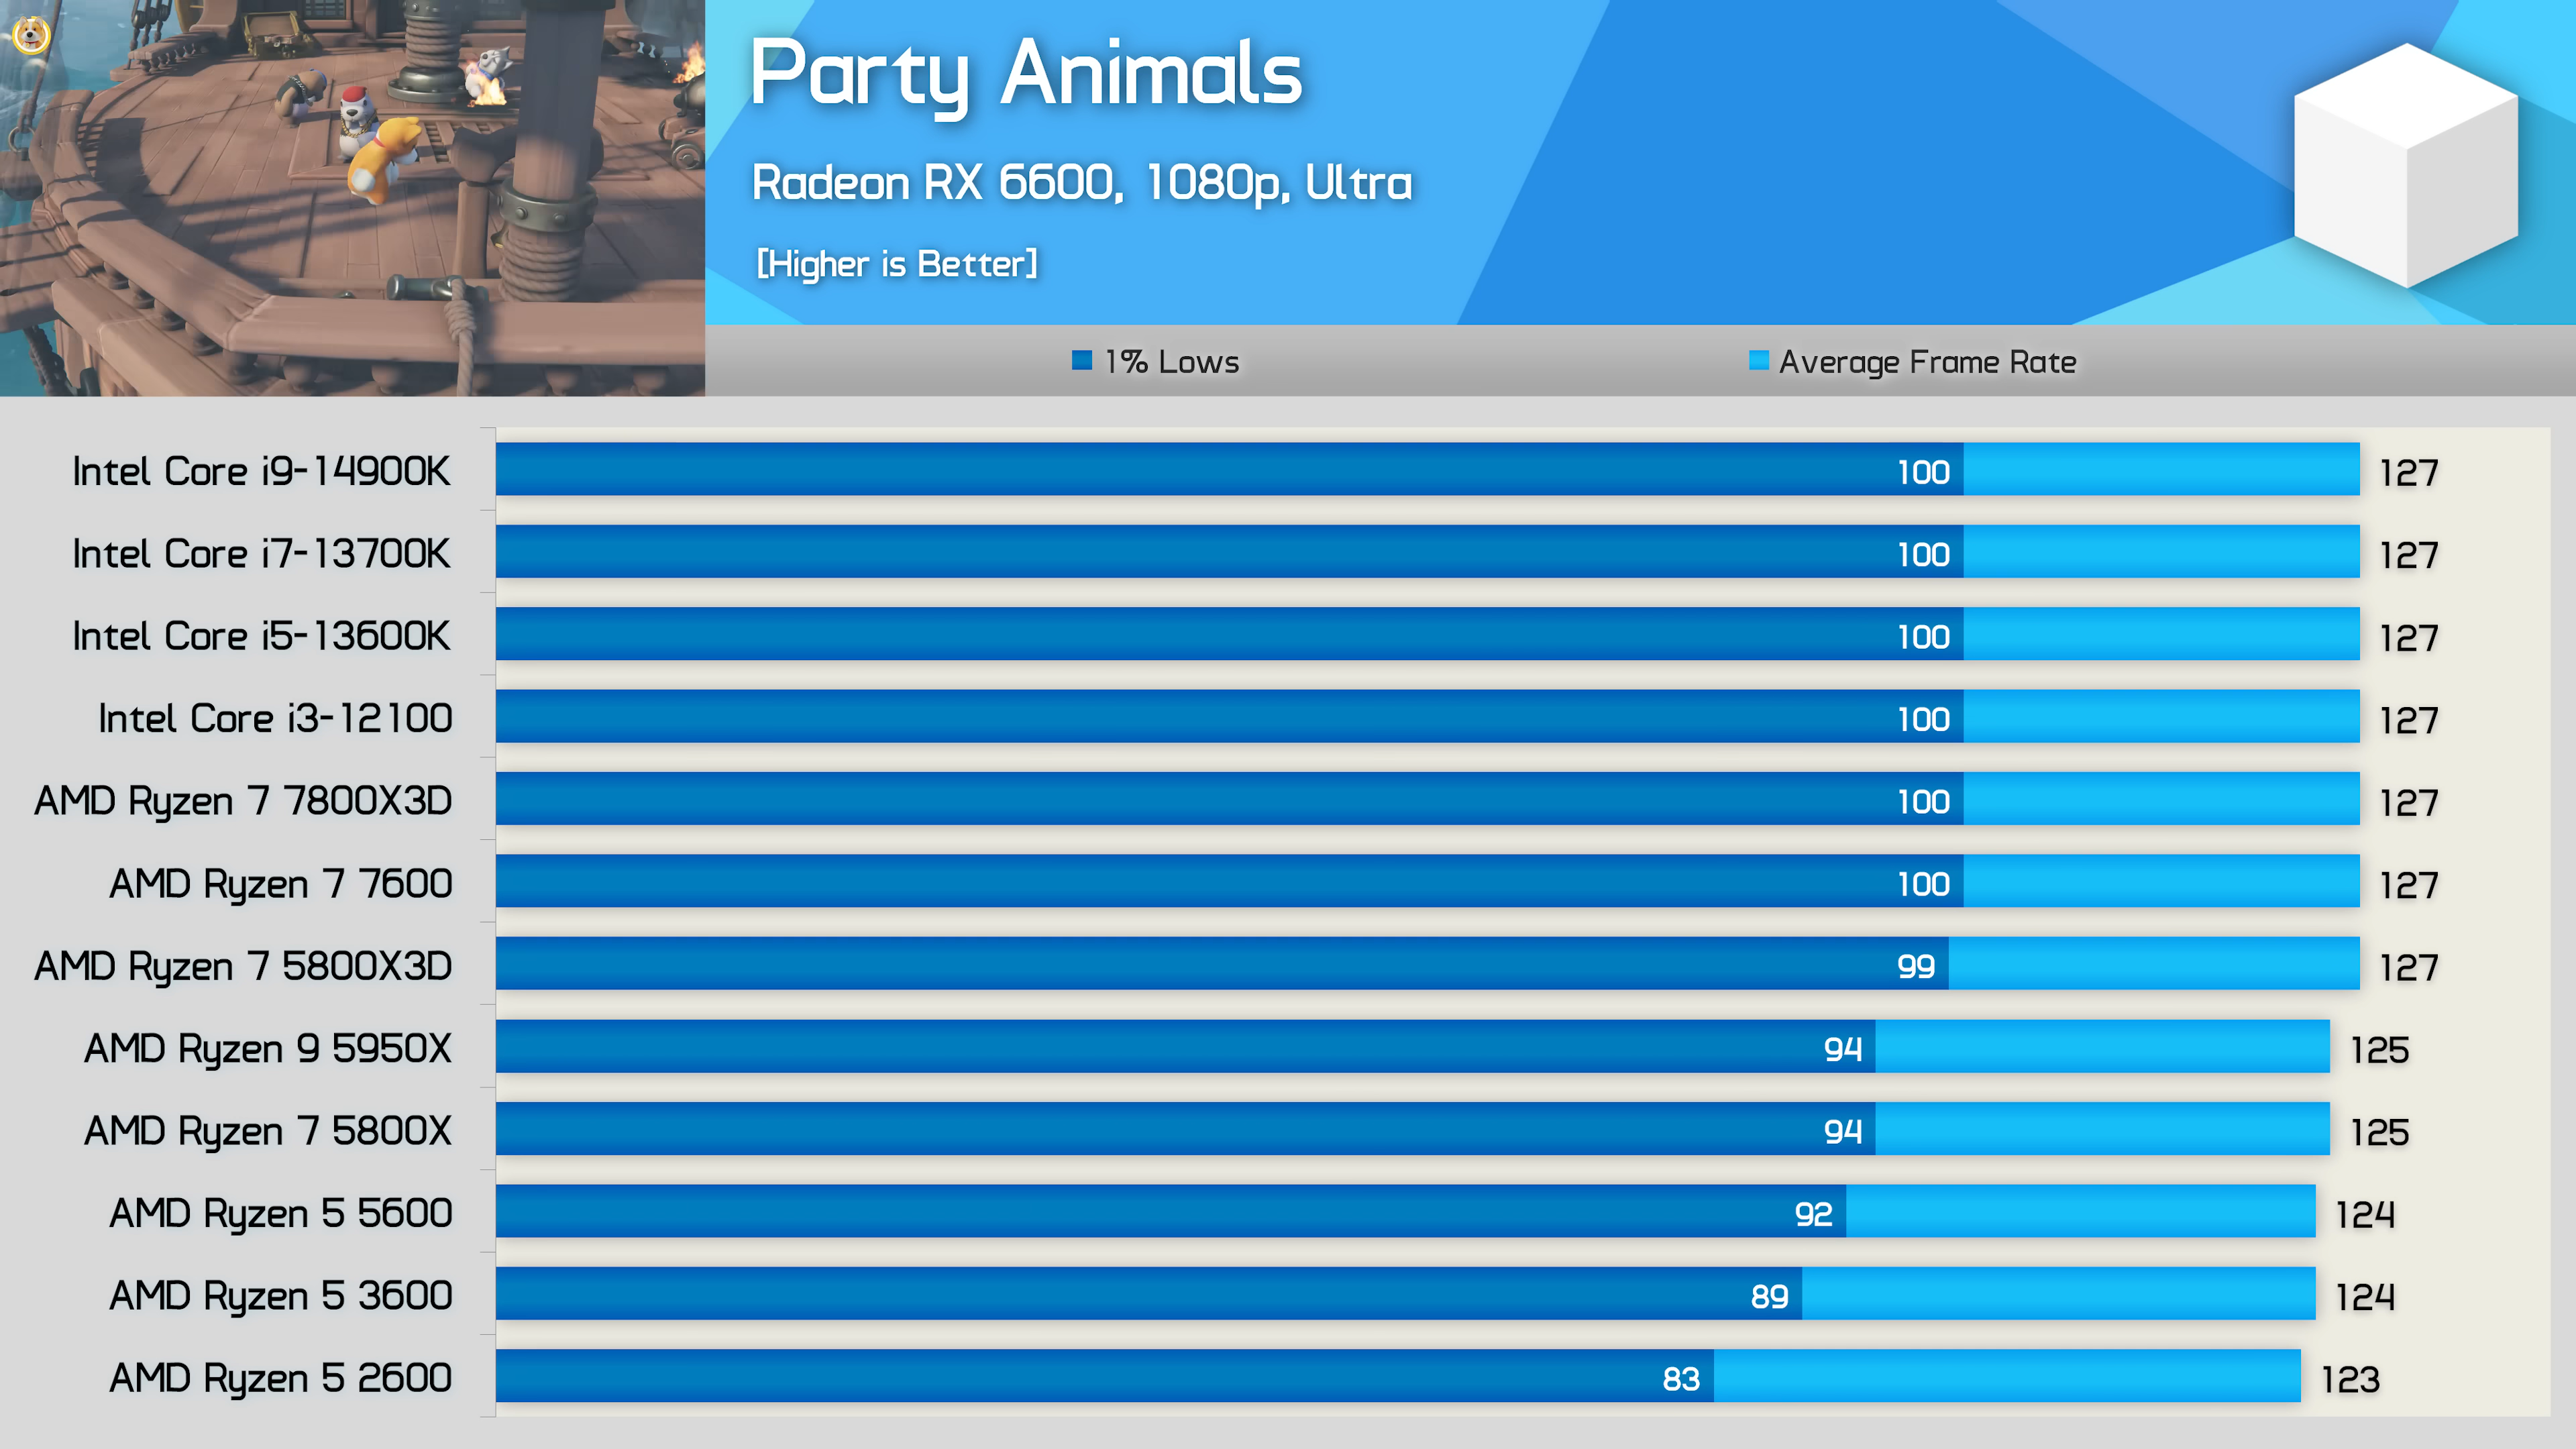 Party Animals
Radeon RX 6600, 1080p, Ultra
[Higher is Better]
1% Lows Average Frame Rate
Intel Core i9-14900K 100 127
Intel Core i7-13700K 100 127
Intel Core i5-13600K 100 127
Intel Core i3-12100 100 127
AMD Ryzen 7 7800X3D 100 127
AMD Ryzen 7 7600 100 127
AMD Ryzen 7 5800X3D 99 127
AMD Ryzen 9 5950X 94 125
AMD Ryzen 7 5800X 94 125
AMD Ryzen 5 5600 92 124
AMD Ryzen 5 3600 89 124
AMD Ryzen 5 2600 83 123